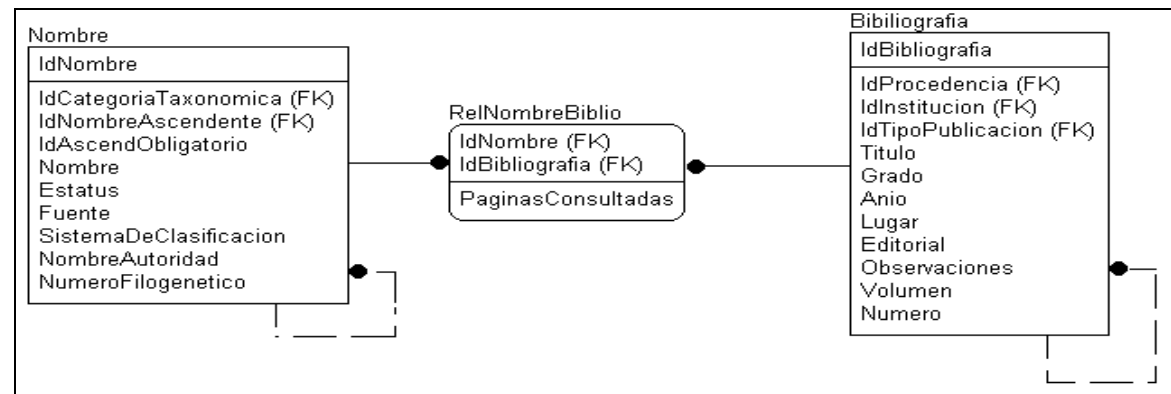 Nombre
IdNombre
IdCategoriaTaxonomica (FK)
IdNombreAscendente (FK)
IdAscendObligatorio
Nombre
Estatus
Fuente
SistemaDeClasificacion
NombreAutoridad
NumeroFilogenetico
RelNombreBiblio
IdNombre (FK)
IdBibliografia (FK)
PaginasConsultadas
Bibiliografia
IdBibliografia
IdProcedencia (FK)
IdInstitucion (FK)
IdTipoPublicacion (FK)
Titulo
Grado
Anio
Lugar
Editorial
Observaciones
Volumen
Numero